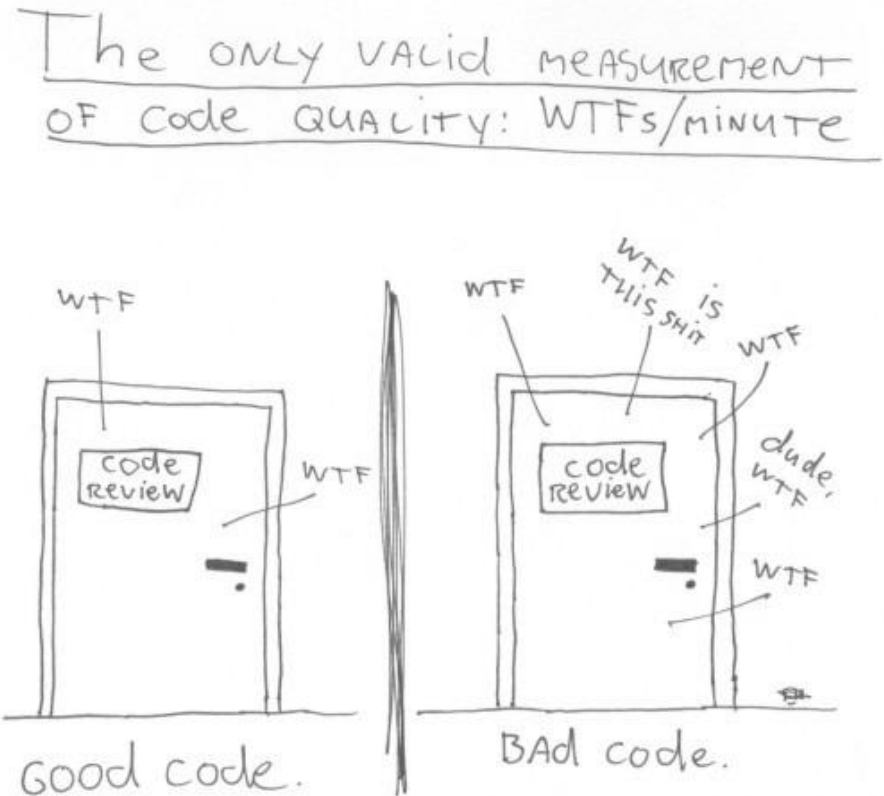 The ONLY VALid MEASUREMENT
OF Code QUALITY: WTFs/MINUTE
WTF
code
REVIEW
WTF
GOOD code.
WTF
WTF is
THis SHiT
WTF
code
REVIEW
dude,
WTF
WTF
BAd code.